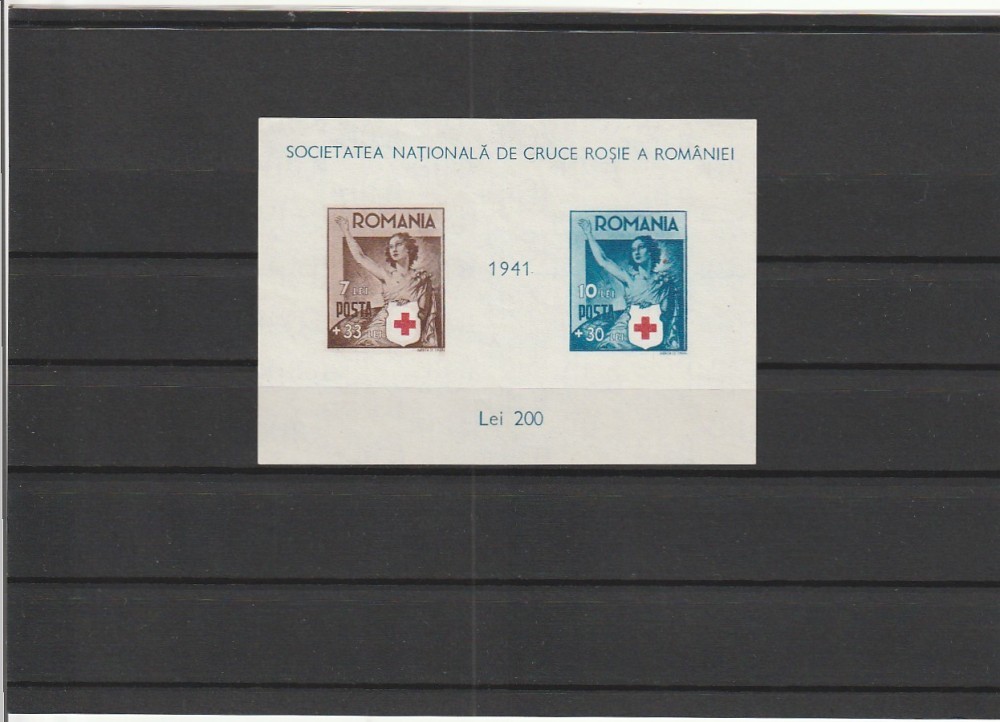 SOCIETATEA NAȚIONALĂ DE CRUCE ROȘIE A ROMÂNIEI
ROMANIA
7 LEI
POSTA
+33 LEI
1941.
ROMANIA
10 LEI
POSTA
+30 LEI
Lei 200